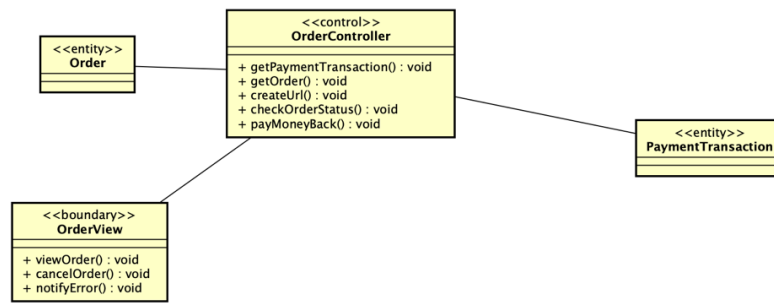 <<control>>
OrderController
+ getPaymentTransaction() : void
+ getOrder() : void
+ createUrl() : void
+ checkOrderStatus() : void
+ payMoneyBack() : void
<<entity>>
Order
<<entity>>
PaymentTransaction
<<boundary>>
OrderView
+ viewOrder() : void
+ cancelOrder() : void
+ notifyError() : void